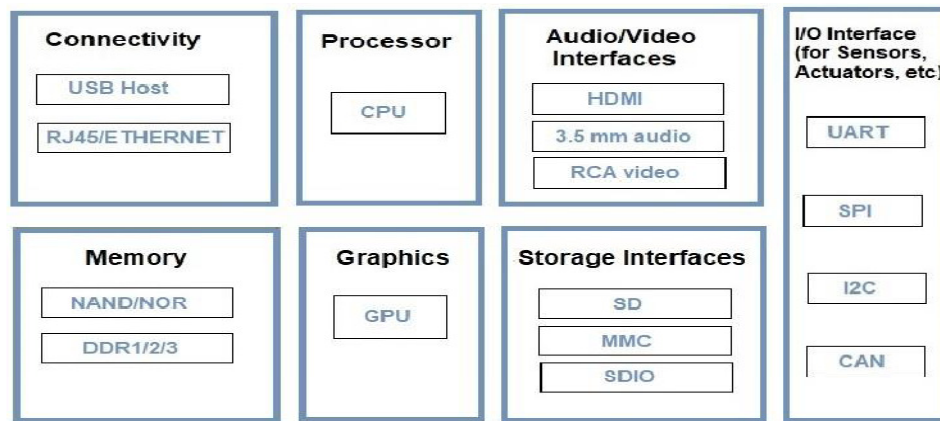 Connectivity
USB Host
RJ45/ETHERNET
Processor
CPU
Audio/Video
Interfaces
HDMI
3.5 mm audio
RCA video
I/O Interface
(for Sensors,
Actuators, etc)
UART
SPI
I2C
CAN
Memory
NAND/NOR
DDR1/2/3
Graphics
GPU
Storage Interfaces
SD
MMC
SDIO